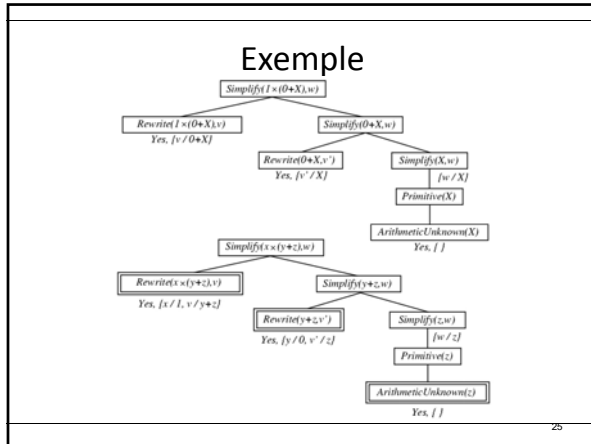 Exemple
Simplify(1×(0+X),w)
Rewrite(1×(0+X),v)
Simplify(0+X,w)
Yes, {v / 0+X}
Rewrite(0+X,v')
Simplify(X,w)
Yes, {v' / X}
{w / X}
Primitive(X)
ArithmeticUnknown(X)
Yes, { }
Simplify(x×(y+z),w)
Rewrite(x×(y+z),v)
Simplify(y+z,w)
Yes, {x / 1, v / y+z}
Rewrite(y+z,v')
Simplify(z,w)
Yes, {y / 0, v' / z}
{w / z}
Primitive(z)
ArithmeticUnknown(z)
Yes, { }
25